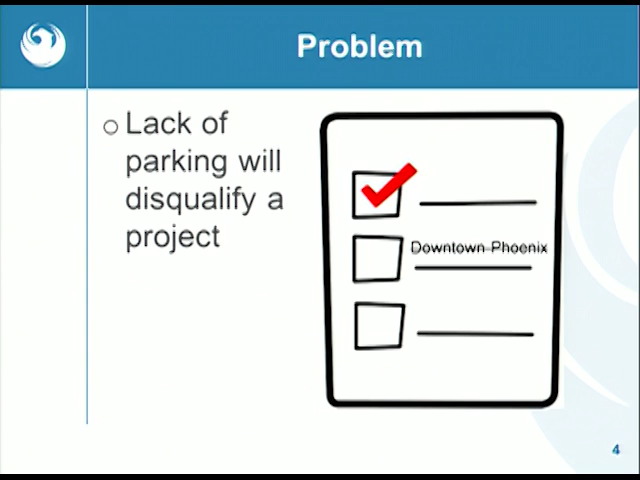 Problem
Lack of
parking will
disqualify a
project
Downtown Phoenix
4